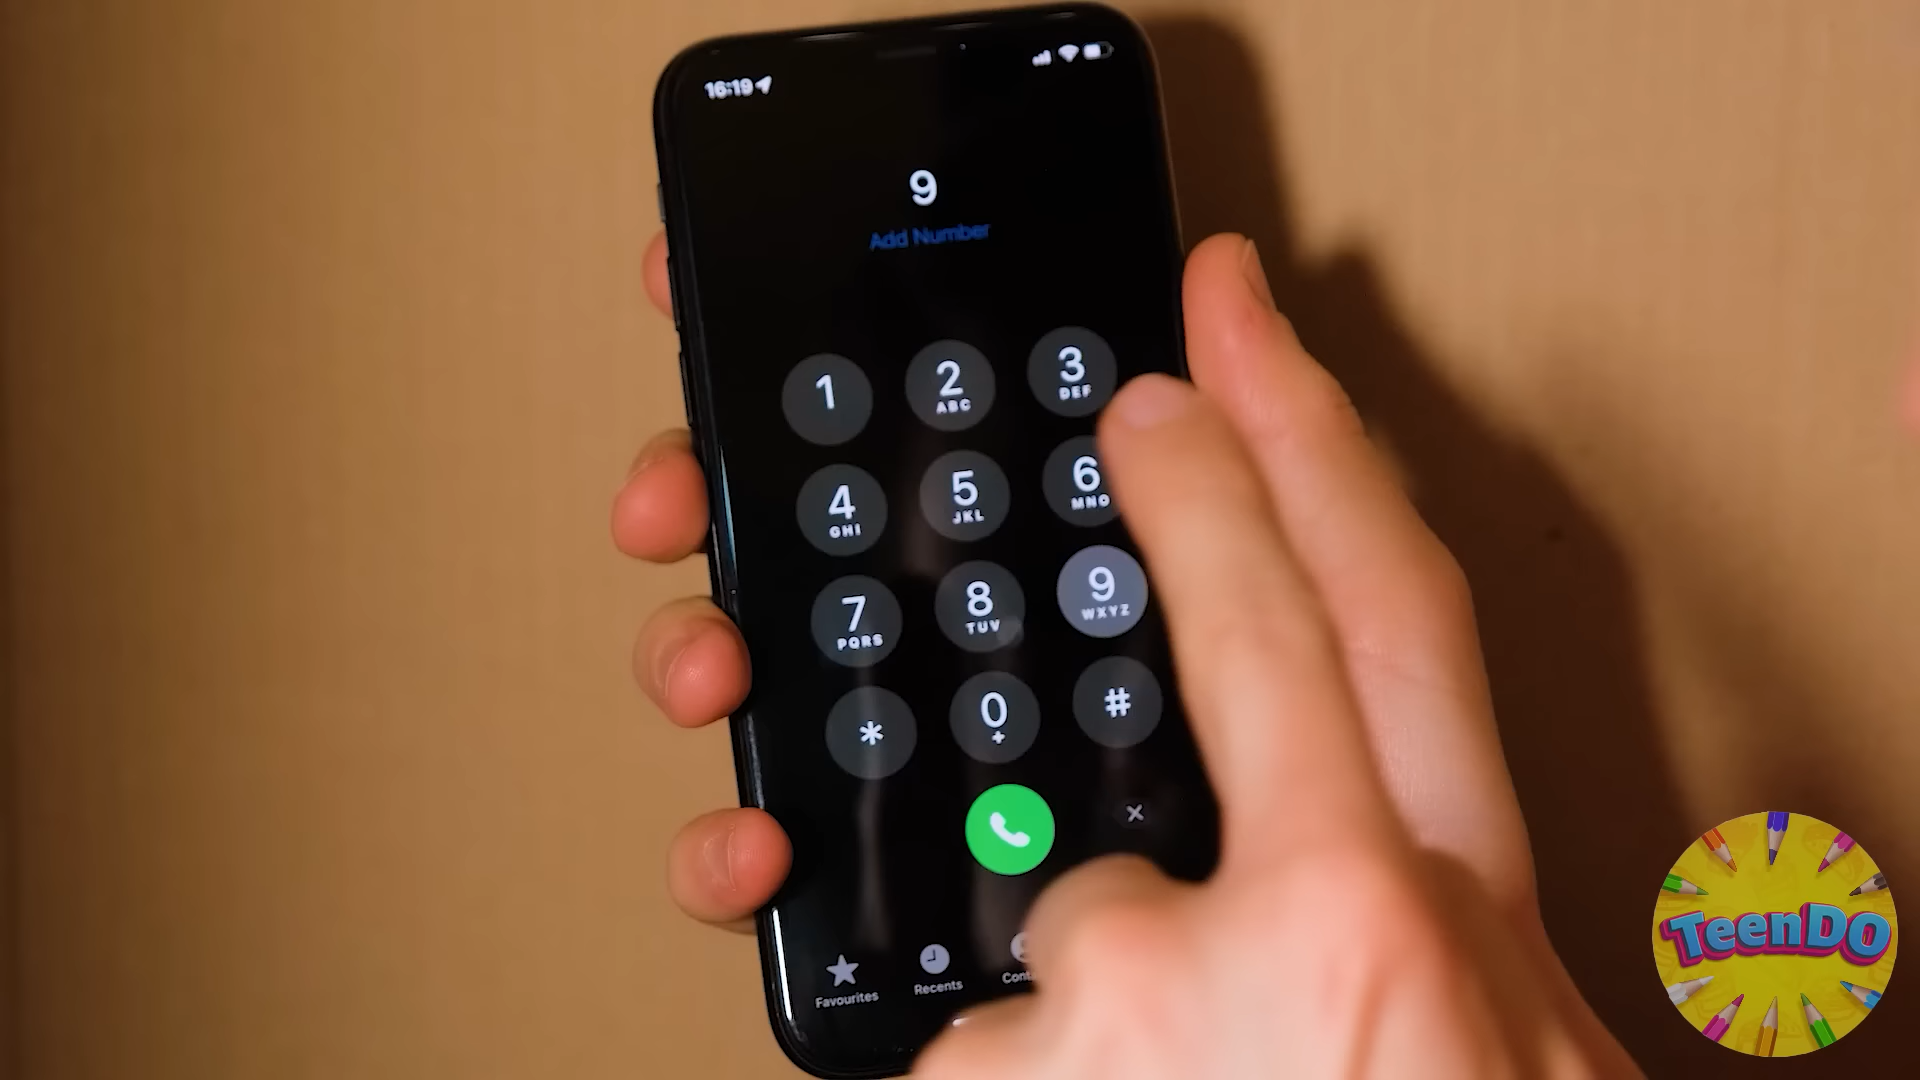 16:19
9
Add Number
1
2
ABC
3
DEF
4
GHI
5
JKL
6
MNO
7
PQRS
8
TUV
9
WXYZ
*
0
+
#
Favourites
Recents
TeenDO